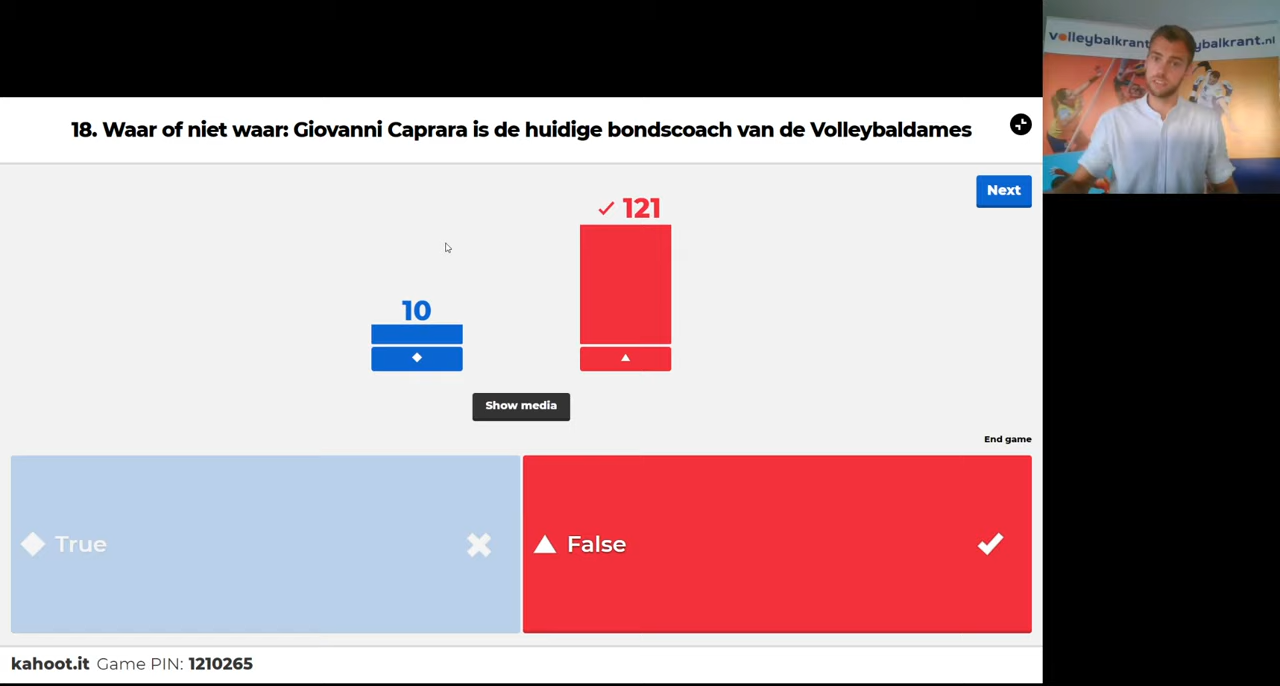 volleybalkrant
ybalkrant.nl
18. Waar of niet waar: Giovanni Caprara is de huidige bondscoach van de Volleybaldames
Next
121
10
Show media
End game
True
False
kahoot.it Game PIN: 1210265